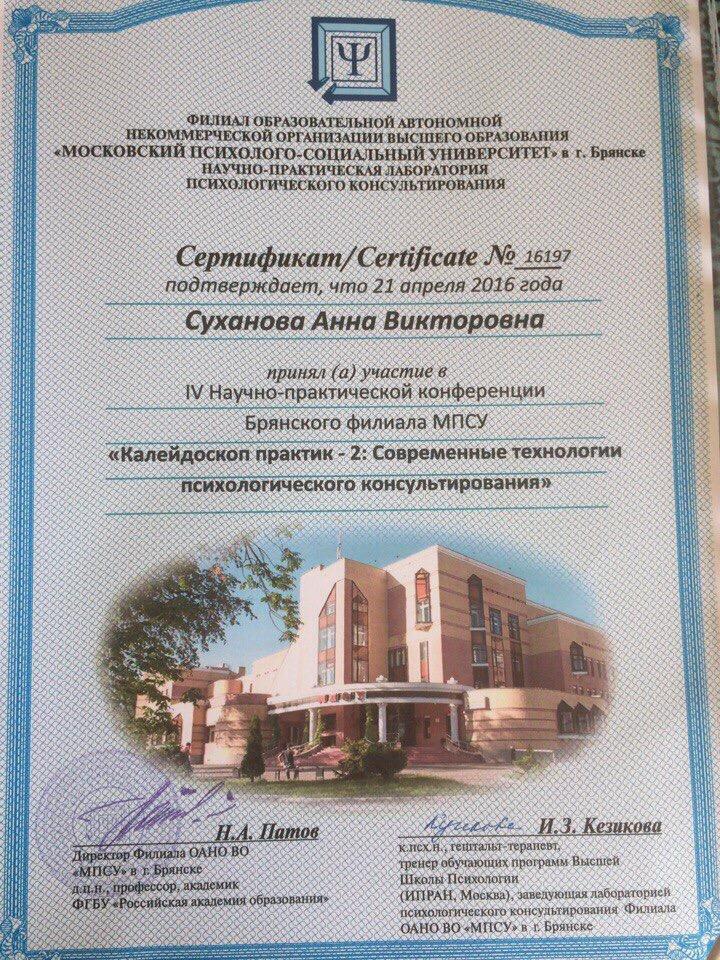 Ψ
ФИЛИАЛ ОБРАЗОВАТЕЛЬНОЙ АВТОНОМНОЙ
НЕКОММЕРЧЕСКОЙ ОРГАНИЗАЦИИ ВЫСШЕГО ОБРАЗОВАНИЯ
«МОСКОВСКИЙ ПСИХОЛОГО-СОЦИАЛЬНЫЙ УНИВЕРСИТЕТ» в г. Брянске
НАУЧНО-ПРАКТИЧЕСКАЯ ЛАБОРАТОРИЯ
ПСИХОЛОГИЧЕСКОГО КОНСУЛЬТИРОВАНИЯ
Сертификат/Certificate № 16197
подтверждает, что 21 апреля 2016 года
Суханова Анна Викторовна
принял (а) участие в
IV Научно-практической конференции
Брянского филиала МПСУ
«Калейдоскоп практик - 2: Современные технологии
психологического консультирования»
Н.А. Патов
Директор Филиала ОАНО ВО
«МПСУ» в г. Брянске
д.п.н., профессор, академик
ФГБУ «Российская академия образования»
И.З. Кезикова
к.псх.н., гештальт-терапевт,
тренер обучающих программ Высшей
Школы Психологии
(ИПРАН, Москва), заведующая лабораторией
психологического консультирования Филиала
ОАНО ВО «МПСУ» в г. Брянске